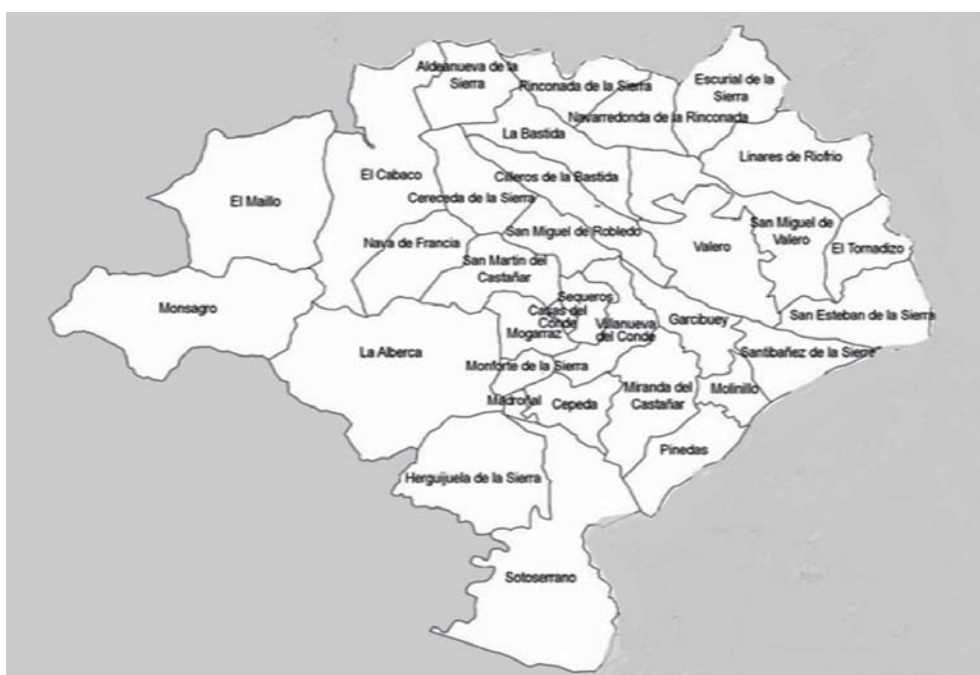 Aldeanueva de la
Sierra
Rinconada de la Sierra
Escurial de la
Sierra
Navarredonda de la Rinconada
La Bastida
Linares de Riofrio
El Cabaco
Cilleros de la Bastida
El Maillo
Cereceda de la Sierra
San Miguel de
Valero
Nava de Francia
San Miguel de Robledo
Valero
El Tornadizo
San Martin del
Castañar
Monsagro
Sequeros
Casas del
Conde
Mogarraz
Villanueva
del Conde
Garcibuey
San Esteban de la Sierra
La Alberca
Santibañez de la Sierra
Monforte de la Sierra
Miranda del
Castañar
Molinillo
Madroñal
Cepeda
Pinedas
Herguijuela de la Sierra
Sotoserrano